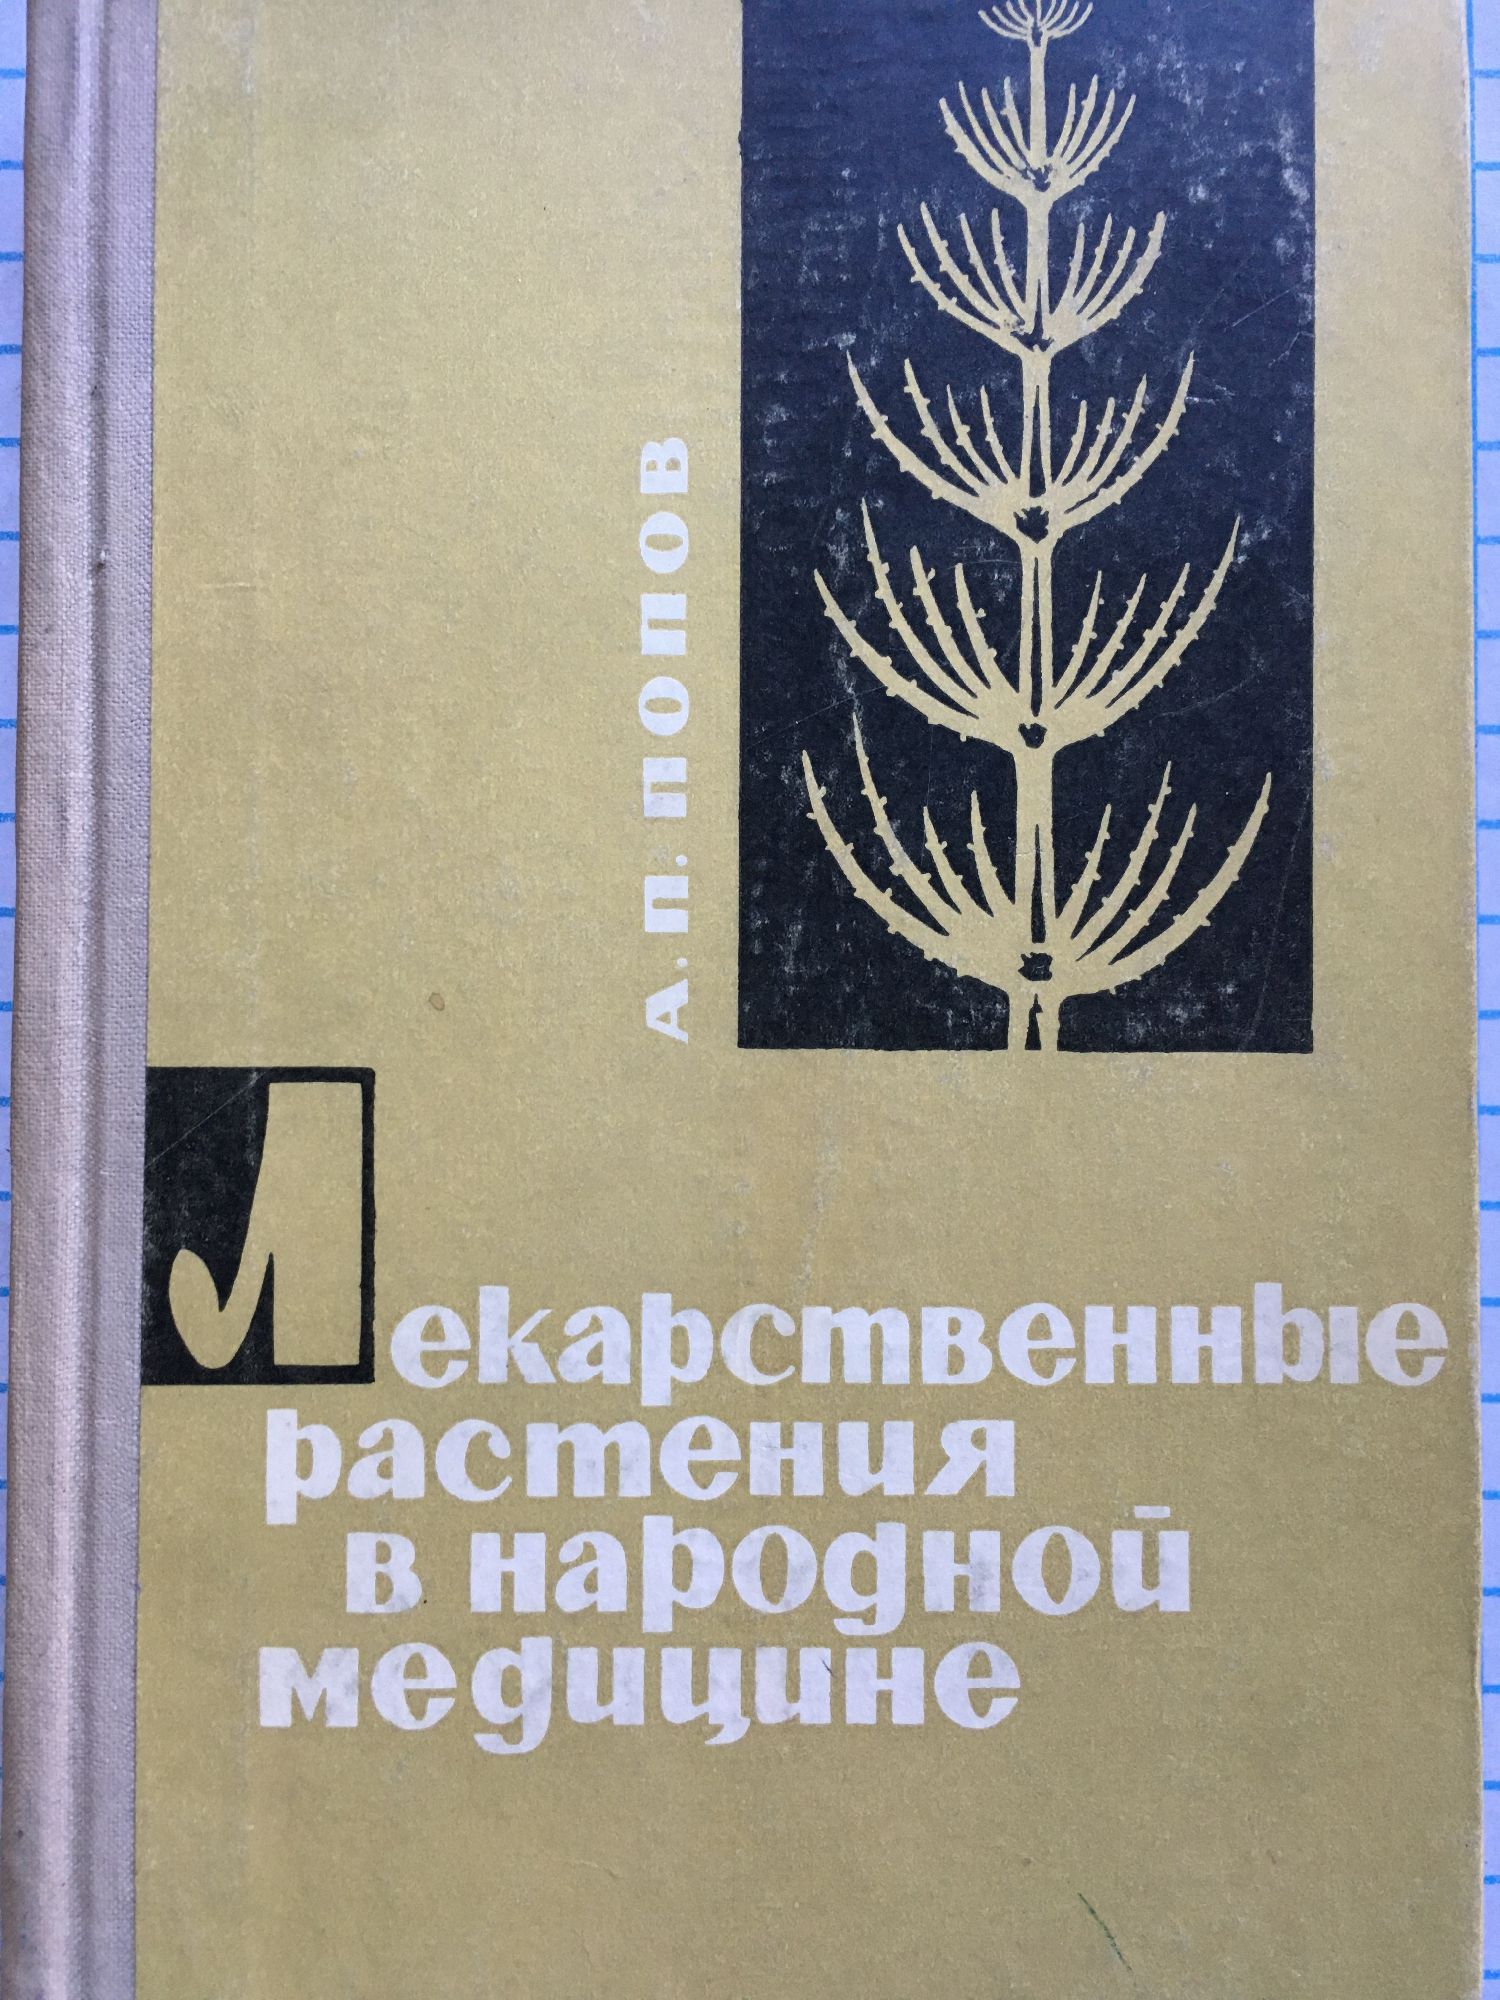 А. П. ПОПОВ
Лекарственные
растения
в народной
медицине